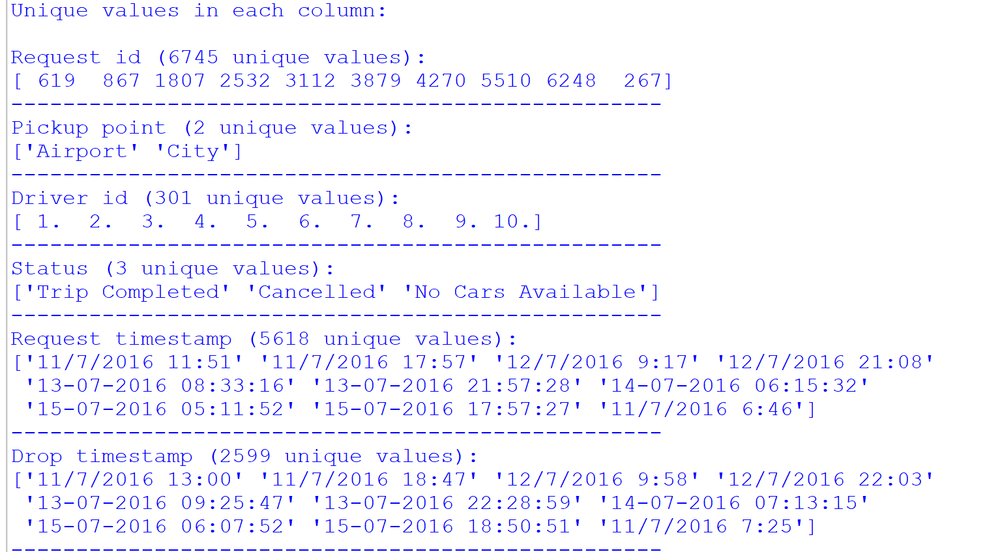 Unique values in each column:
Request id (6745 unique values):
[ 619  867 1807 2532 3112 3879 4270 5510 6248  267]
--------------------------------------------------
Pickup point (2 unique values):
['Airport' 'City']
--------------------------------------------------
Driver id (301 unique values):
[ 1.  2.  3.  4.  5.  6.  7.  8.  9. 10.]
--------------------------------------------------
Status (3 unique values):
['Trip Completed' 'Cancelled' 'No Cars Available']
--------------------------------------------------
Request timestamp (5618 unique values):
['11/7/2016 11:51' '11/7/2016 17:57' '12/7/2016 9:17' '12/7/2016 21:08'
 '13-07-2016 08:33:16' '13-07-2016 21:57:28' '14-07-2016 06:15:32'
 '15-07-2016 05:11:52' '15-07-2016 17:57:27' '11/7/2016 6:46']
--------------------------------------------------
Drop timestamp (2599 unique values):
['11/7/2016 13:00' '11/7/2016 18:47' '12/7/2016 9:58' '12/7/2016 22:03'
 '13-07-2016 09:25:47' '13-07-2016 22:28:59' '14-07-2016 07:13:15'
 '15-07-2016 06:07:52' '15-07-2016 18:50:51' '11/7/2016 7:25']
--------------------------------------------------